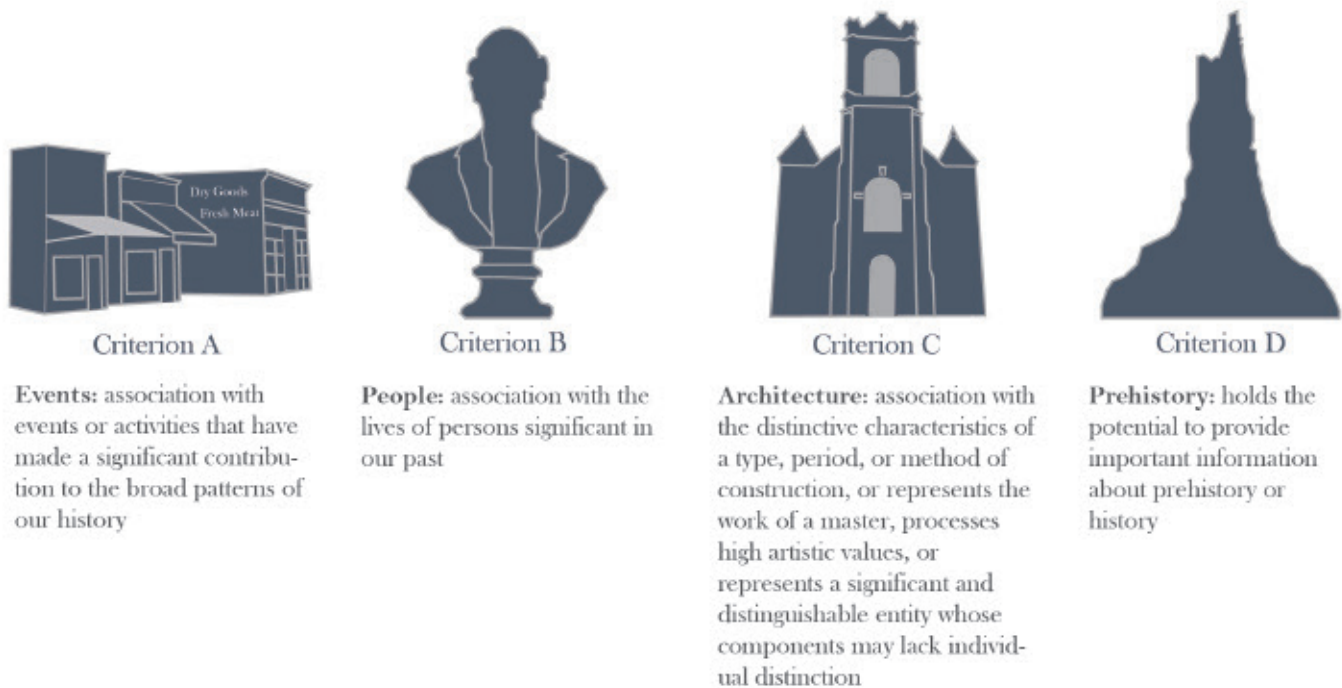 Dry Goods
Fresh Meat
Criterion A
Events: association with
events or activities that have
made a significant contribu-
tion to the broad patterns of
our history
Criterion B
People: association with the
lives of persons significant in
our past
Criterion C
Architecture: association with
the distinctive characteristics of
a type, period, or method of
construction, or represents the
work of a master, processes
high artistic values, or
represents a significant and
distinguishable entity whose
components may lack individ-
ual distinction
Criterion D
Prehistory: holds the
potential to provide
important information
about prehistory or
history